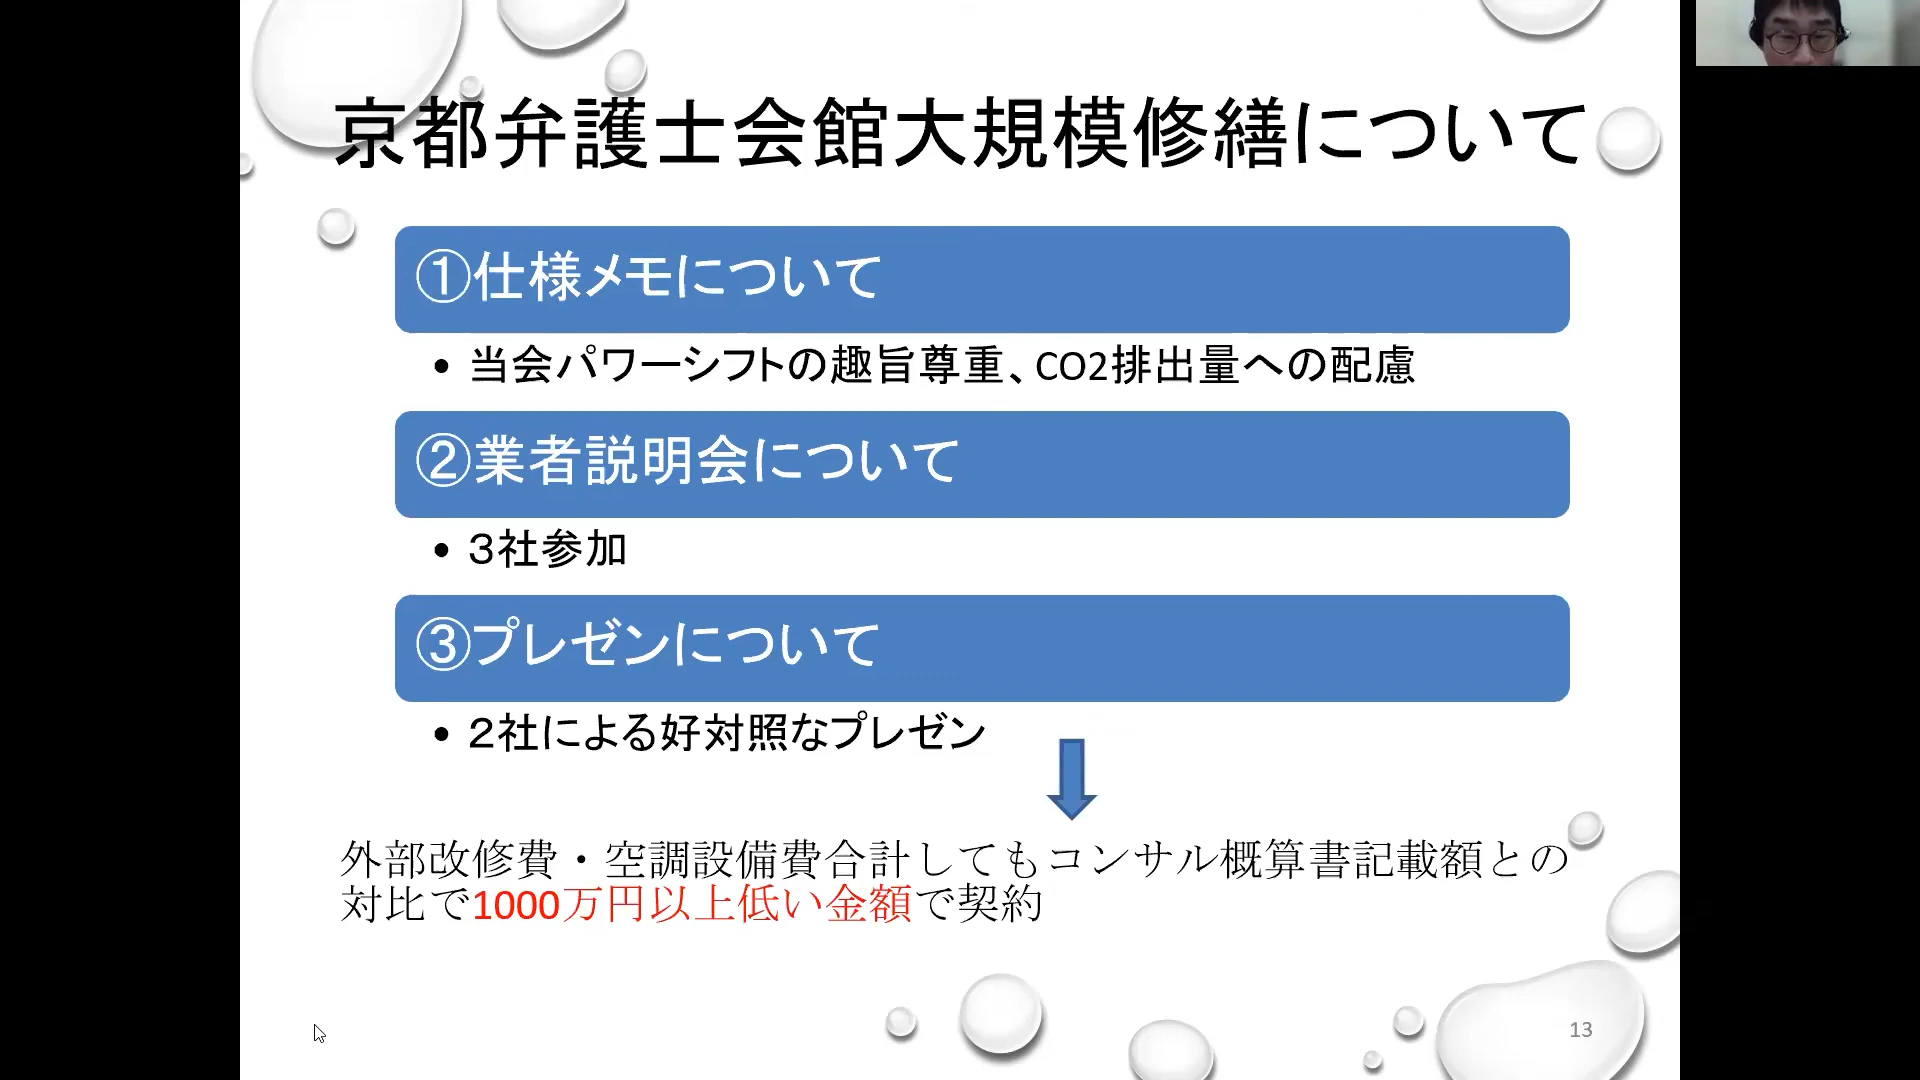 京都弁護士会館大規模修繕について
①仕様メモについて
• 当会パワーシフトの趣旨尊重、CO2排出量への配慮
②業者説明会について
• ３社参加
③プレゼンについて
• ２社による好対照なプレゼン
外部改修費・空調設備費合計してもコンサル概算書記載額との
対比で1000万円以上低い金額で契約
13